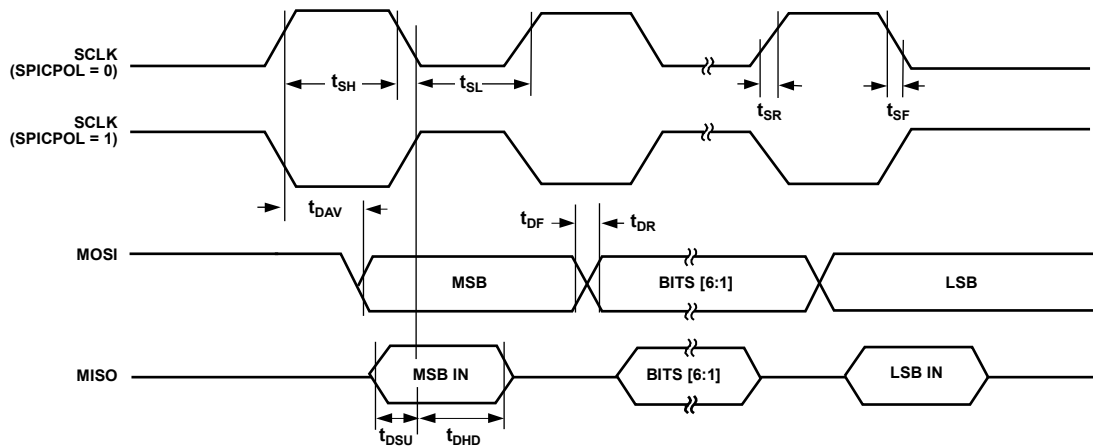 SCLK
(SPICPOL = 0)
tSH
tSL
tSR
tSF
SCLK
(SPICPOL = 1)
tDAV
tDF
tDR
MOSI
MSB
BITS [6:1]
LSB
MISO
MSB IN
BITS [6:1]
LSB IN
tDSU
tDHD